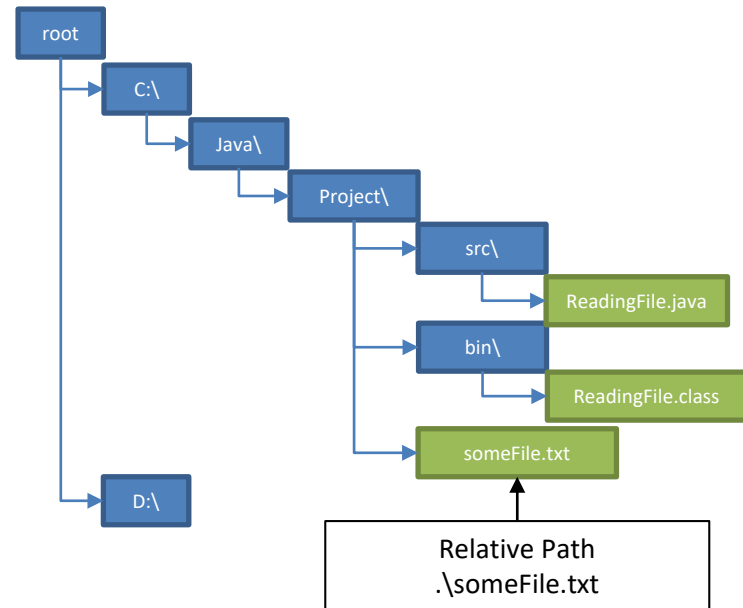 root
C:\
Java\
Project\
src\
ReadingFile.java
bin\
ReadingFile.class
someFile.txt
D:\
Relative Path
.\someFile.txt